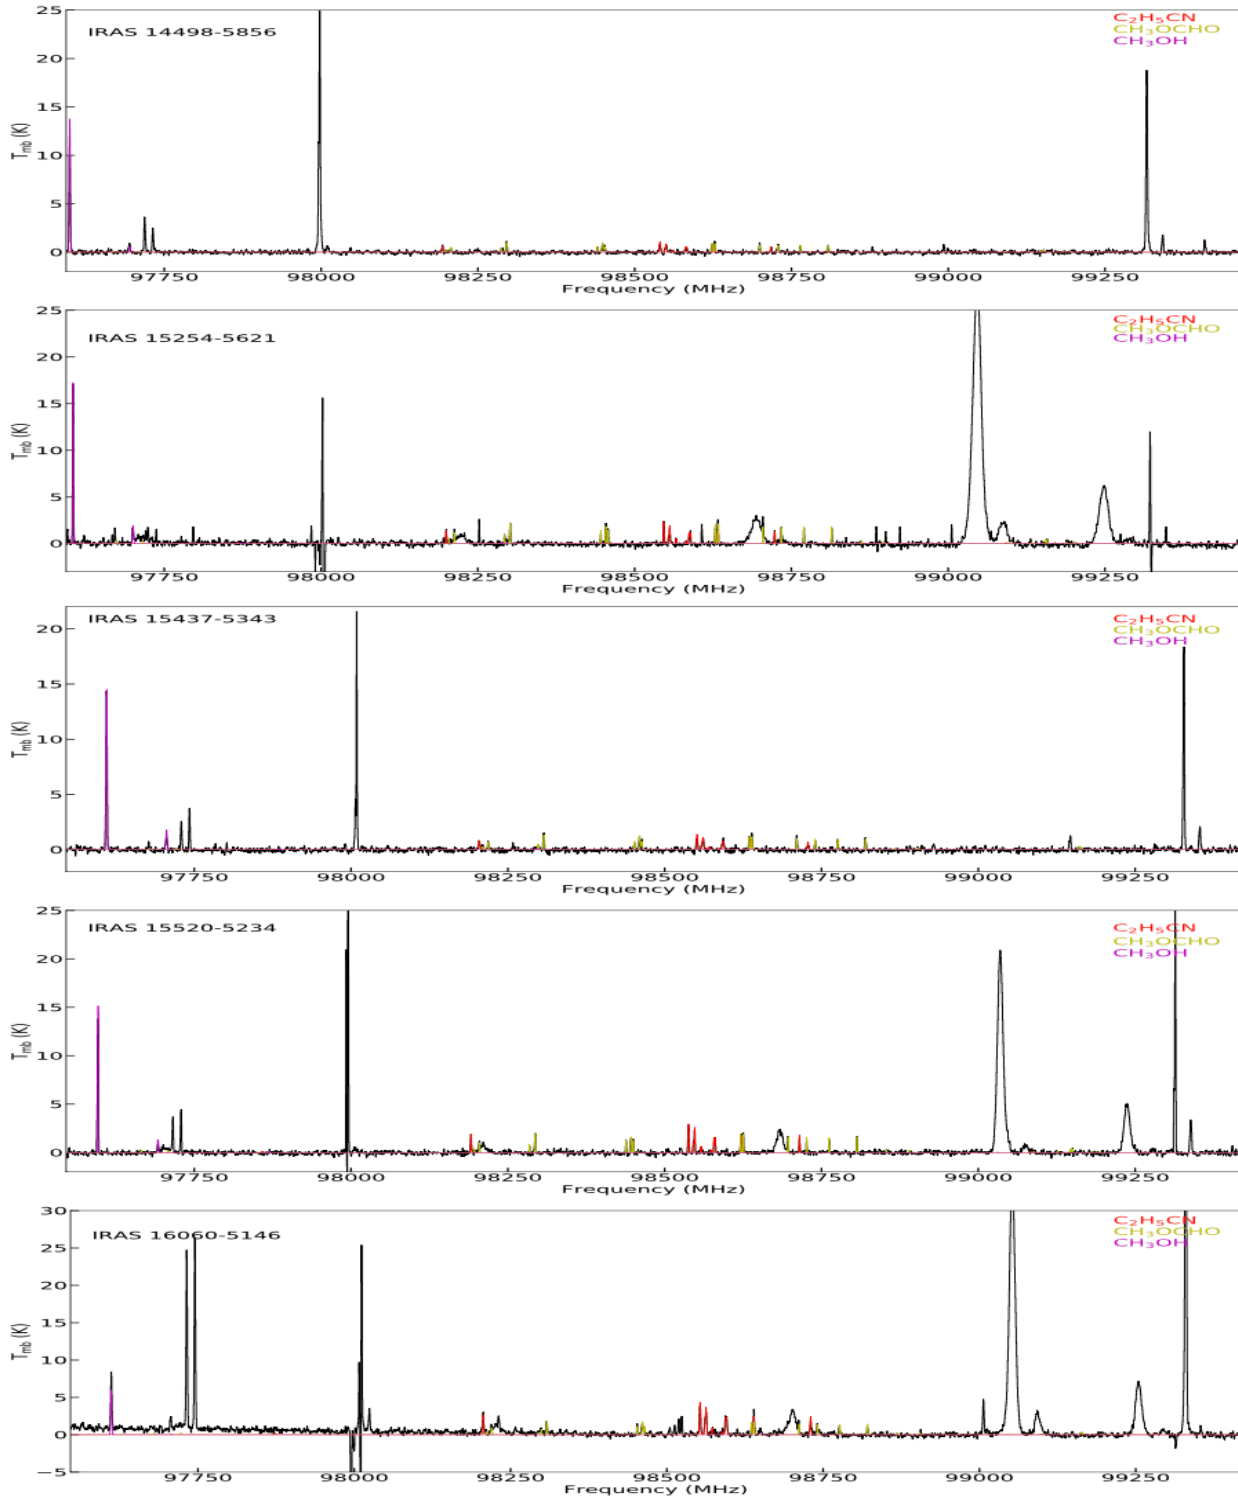 25
20
15
10
5
0
T_mb (K)
IRAS 14498-5856
C₂H₅CN
CH₃OCHO
CH₃OH
97750 98000 98250 98500 98750 99000 99250
Frequency (MHz)
25
20
15
10
5
0
T_mb (K)
IRAS 15254-5621
C₂H₅CN
CH₃OCHO
CH₃OH
97750 98000 98250 98500 98750 99000 99250
Frequency (MHz)
20
15
10
5
0
T_mb (K)
IRAS 15437-5343
C₂H₅CN
CH₃OCHO
CH₃OH
97750 98000 98250 98500 98750 99000 99250
Frequency (MHz)
25
20
15
10
5
0
T_mb (K)
IRAS 15520-5234
C₂H₅CN
CH₃OCHO
CH₃OH
97750 98000 98250 98500 98750 99000 99250
Frequency (MHz)
30
25
20
15
10
5
0
−5
T_mb (K)
IRAS 16060-5146
C₂H₅CN
CH₃OCHO
CH₃OH
97750 98000 98250 98500 98750 99000 99250
Frequency (MHz)